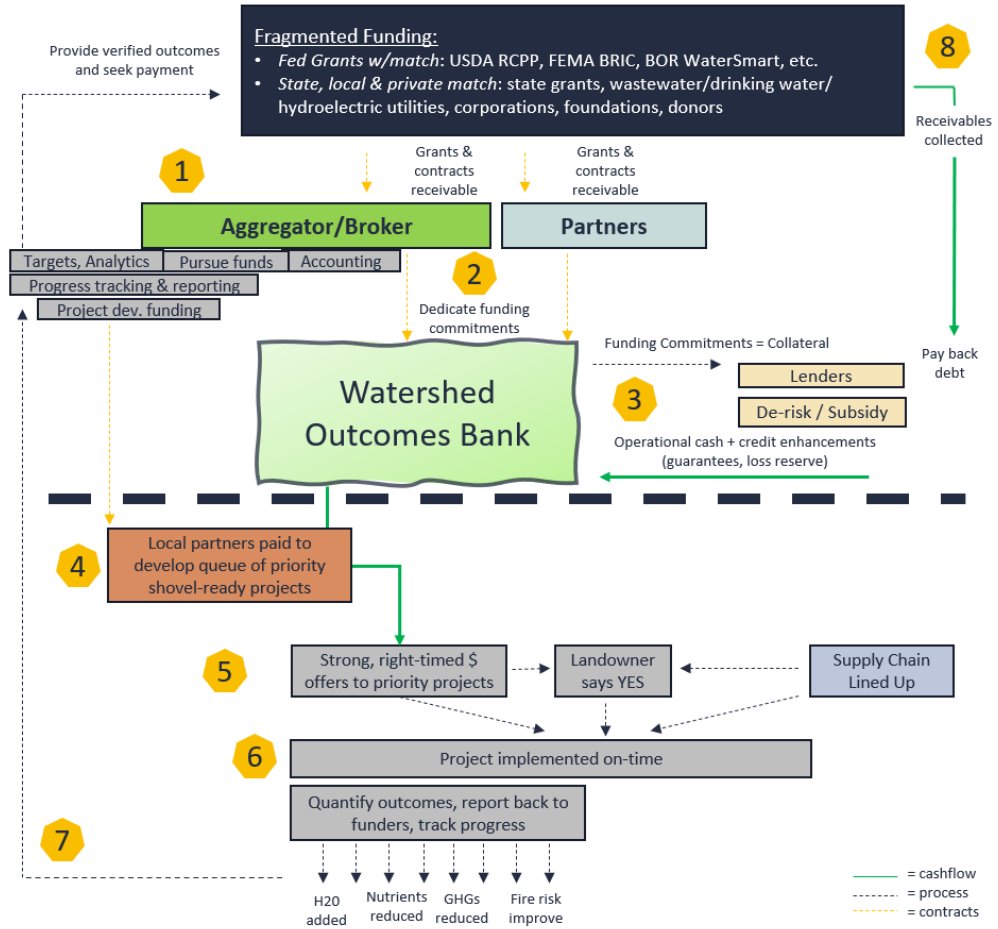 Provide verified outcomes
and seek payment
Fragmented Funding:
• Fed Grants w/match: USDA RCPP, FEMA BRIC, BOR WaterSmart, etc.
• State, local & private match: state grants, wastewater/drinking water/
hydroelectric utilities, corporations, foundations, donors
8
Receivables
collected
1
Grants &
contracts
receivable
Grants &
contracts
receivable
Aggregator/Broker
Partners
Targets, Analytics
Pursue funds
Accounting
Progress tracking & reporting
Project dev. funding
2
Dedicate funding
commitments
Watershed
Outcomes Bank
Funding Commitments = Collateral
3
Lenders
De-risk / Subsidy
Pay back
debt
Operational cash + credit enhancements
(guarantees, loss reserve)
4
Local partners paid to
develop queue of priority
shovel-ready projects
5
Strong, right-timed $
offers to priority projects
Landowner
says YES
Supply Chain
Lined Up
6
Project implemented on-time
Quantify outcomes, report back to
funders, track progress
7
H20
added
Nutrients
reduced
GHGs
reduced
Fire risk
improve
= cashflow
= process
= contracts